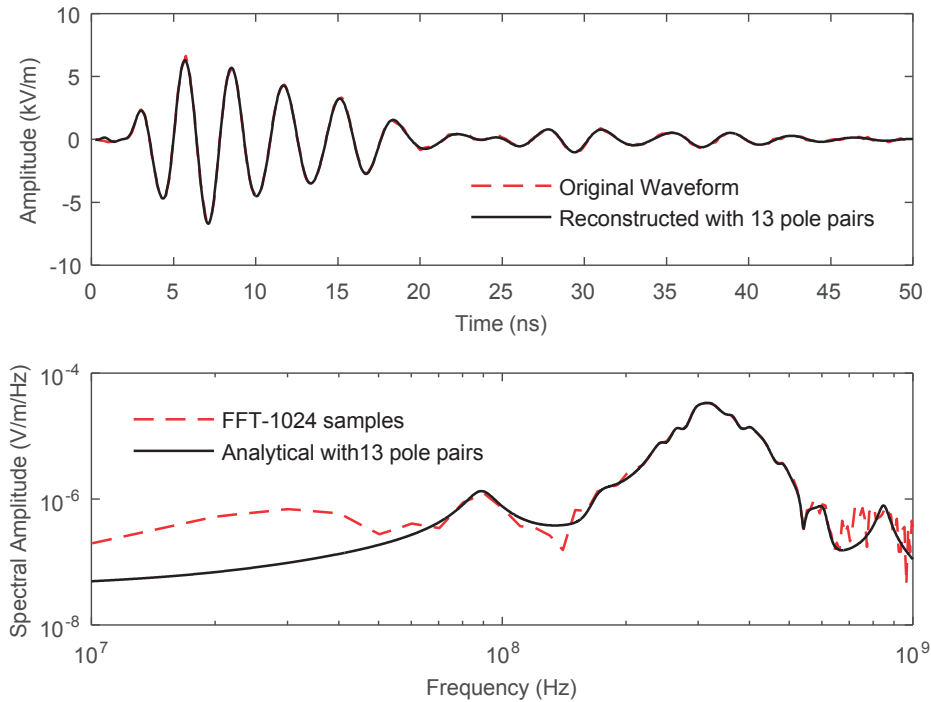 10
5
0
-5
-10
Amplitude (kV/m)
Original Waveform
Reconstructed with 13 pole pairs
0 5 10 15 20 25 30 35 40 45 50
Time (ns)
10-4
10-6
10-8
Spectral Amplitude (V/m/Hz)
FFT-1024 samples
Analytical with13 pole pairs
10⁷ 10⁸ 10⁹
Frequency (Hz)